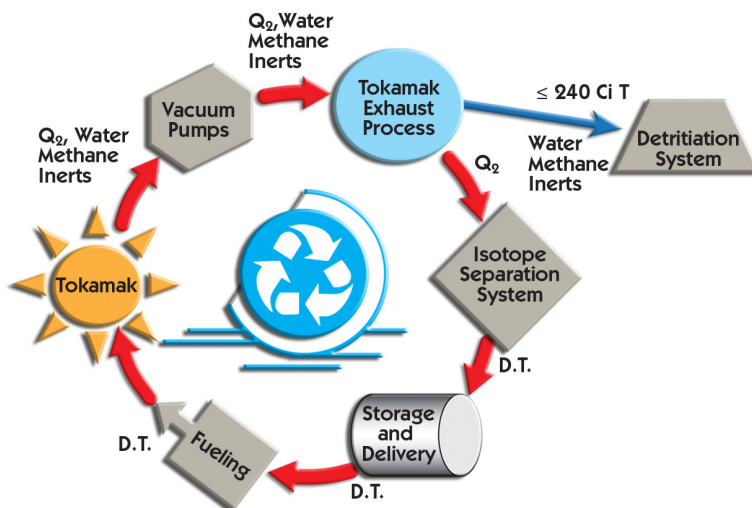 Q₂,Water
Methane
Inerts
Vacuum
Pumps
Tokamak
Exhaust
Process
≤ 240 Ci T
Detritiation
System
Water
Methane
Inerts
Q₂, Water
Methane
Inerts
Q₂
Tokamak
Isotope
Separation
System
D.T.
Storage
and
Delivery
D.T.
Fueling
D.T.